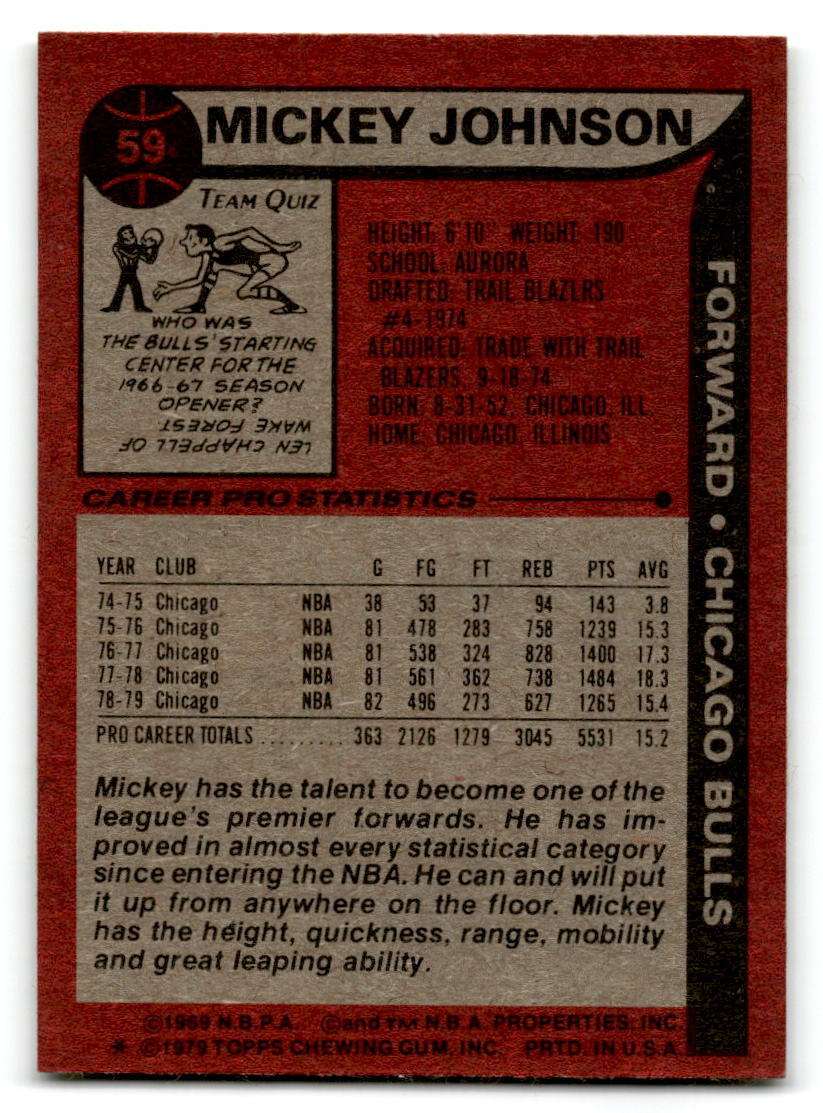 59
MICKEY JOHNSON
TEAM QUIZ
WHO WAS
THE BULLS' STARTING
CENTER FOR THE
1966-67 SEASON
OPENER?
LEN CHAPPELL OF
WAKE FOREST
HEIGHT: 6'10" WEIGHT: 190
SCHOOL: AURORA
DRAFTED: TRAIL BLAZERS
#4-1974
ACQUIRED: TRADE WITH TRAIL
BLAZERS, 9-18-74
BORN: 8-31-52, CHICAGO, ILL.
HOME: CHICAGO, ILLINOIS
FORWARD • CHICAGO BULLS
CAREER PRO STATISTICS
YEAR CLUB G FG FT REB PTS AVG
74-75 Chicago NBA 38 53 37 94 143 3.8
75-76 Chicago NBA 81 478 283 758 1239 15.3
76-77 Chicago NBA 81 538 324 828 1400 17.3
77-78 Chicago NBA 81 561 362 738 1484 18.3
78-79 Chicago NBA 82 496 273 627 1265 15.4
PRO CAREER TOTALS ......... 363 2126 1279 3045 5531 15.2
Mickey has the talent to become one of the
league's premier forwards. He has im-
proved in almost every statistical category
since entering the NBA. He can and will put
it up from anywhere on the floor. Mickey
has the height, quickness, range, mobility
and great leaping ability.
©1969 N.B.P.A. ©and TM N.B.A. PROPERTIES, INC.
* ©1979 TOPPS CHEWING GUM, INC. PRTD. IN U.S.A.